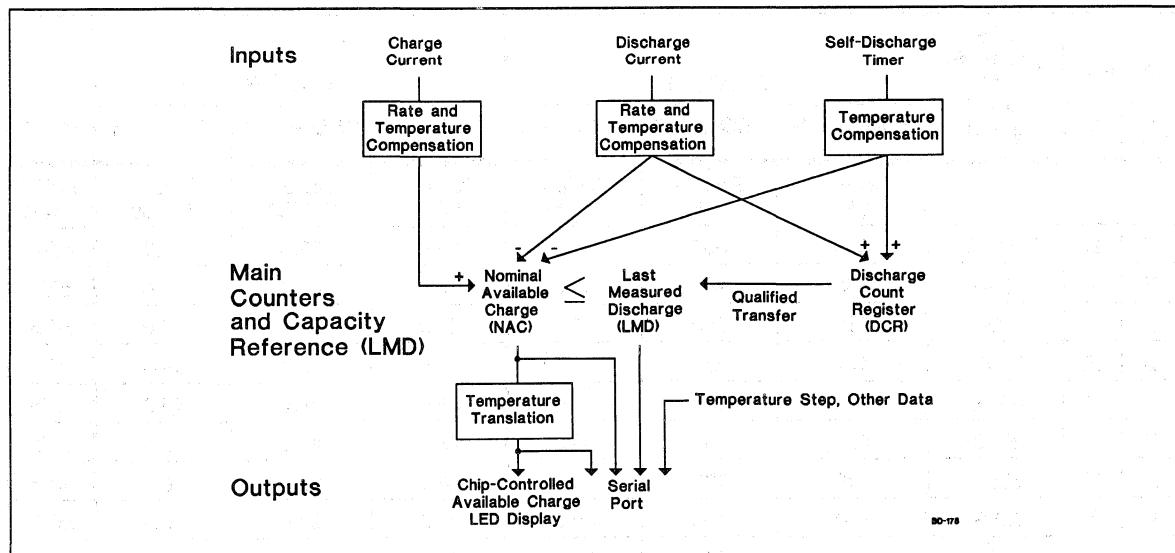 Inputs
Charge
Current
Discharge
Current
Self-Discharge
Timer
Rate and
Temperature
Compensation
Rate and
Temperature
Compensation
Temperature
Compensation
- -
+ +
+
Main
Counters
and Capacity
Reference (LMD)
Nominal
Available
Charge
(NAC)
≤
Last
Measured
Discharge
(LMD)
Qualified
Transfer
Discharge
Count
Register
(DCR)
Temperature
Translation
Temperature Step, Other Data
Outputs
Chip-Controlled
Available Charge
LED Display
Serial
Port
BD-178